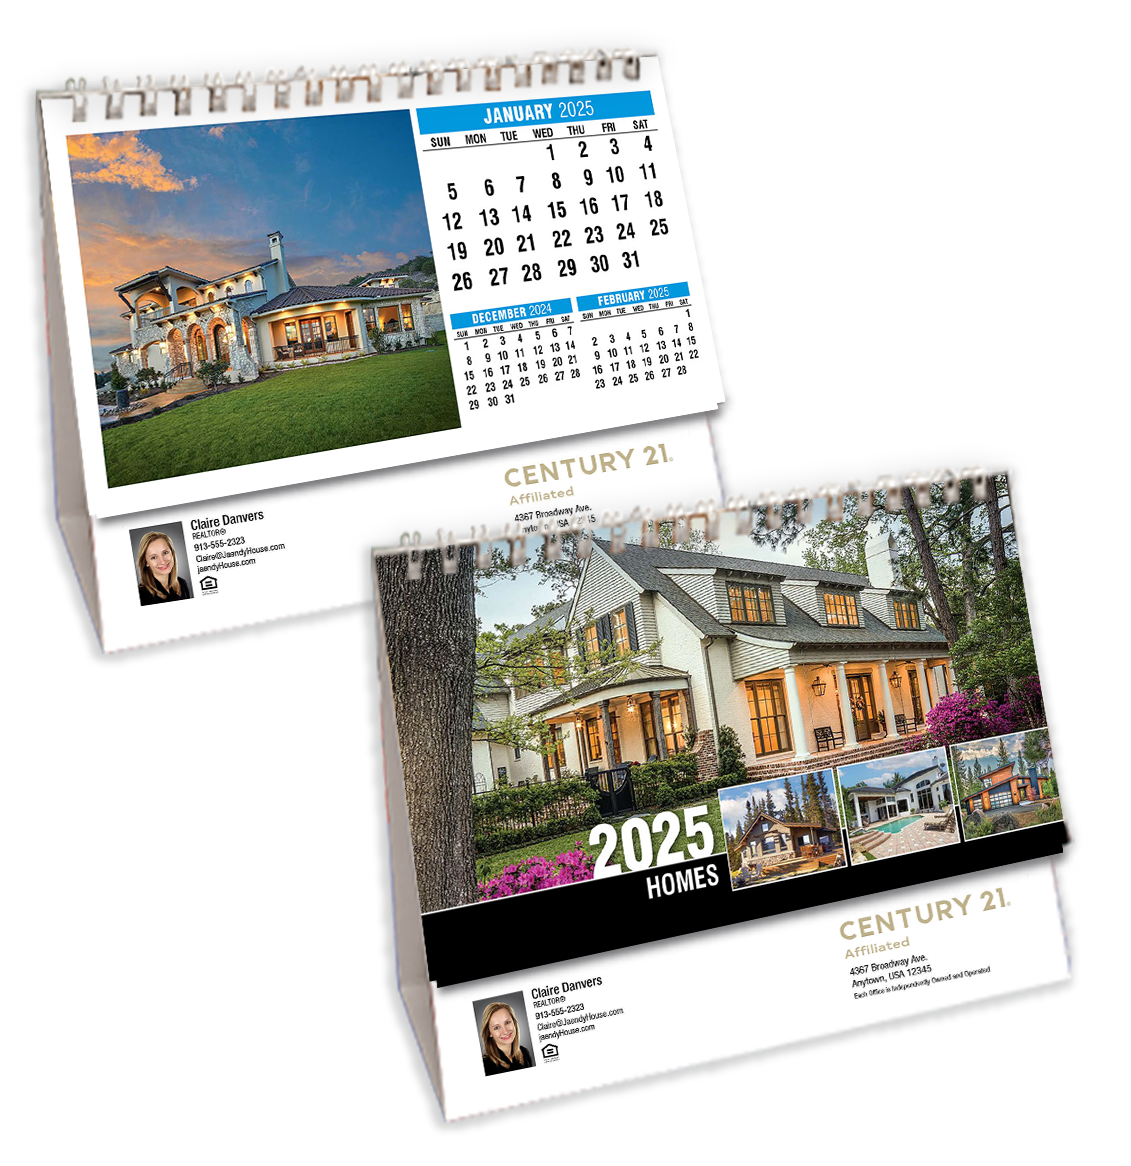 JANUARY 2025
SUN MON TUE WED THU FRI SAT
1 2 3 4
5 6 7 8 9 10 11
12 13 14 15 16 17 18
19 20 21 22 23 24 25
26 27 28 29 30 31
DECEMBER 2024
SUN MON TUE WED THU FRI SAT
1 2 3 4 5 6 7
8 9 10 11 12 13 14
15 16 17 18 19 20 21
22 23 24 25 26 27 28
29 30 31
FEBRUARY 2025
SUN MON TUE WED THU FRI SAT
1
2 3 4 5 6 7 8
9 10 11 12 13 14 15
16 17 18 19 20 21 22
23 24 25 26 27 28
Claire Danvers
REALTOR®
913-555-2323
Claire@JaendyHouse.com
jaendyHouse.com
CENTURY 21®
Affiliated
4367 Broadway Ave.
2025
HOMES
Claire Danvers
REALTOR®
913-555-2323
Claire@JaendyHouse.com
jaendyHouse.com
CENTURY 21®
Affiliated
4367 Broadway Ave.
Anytown, USA 12345
Each Office is Independently Owned and Operated